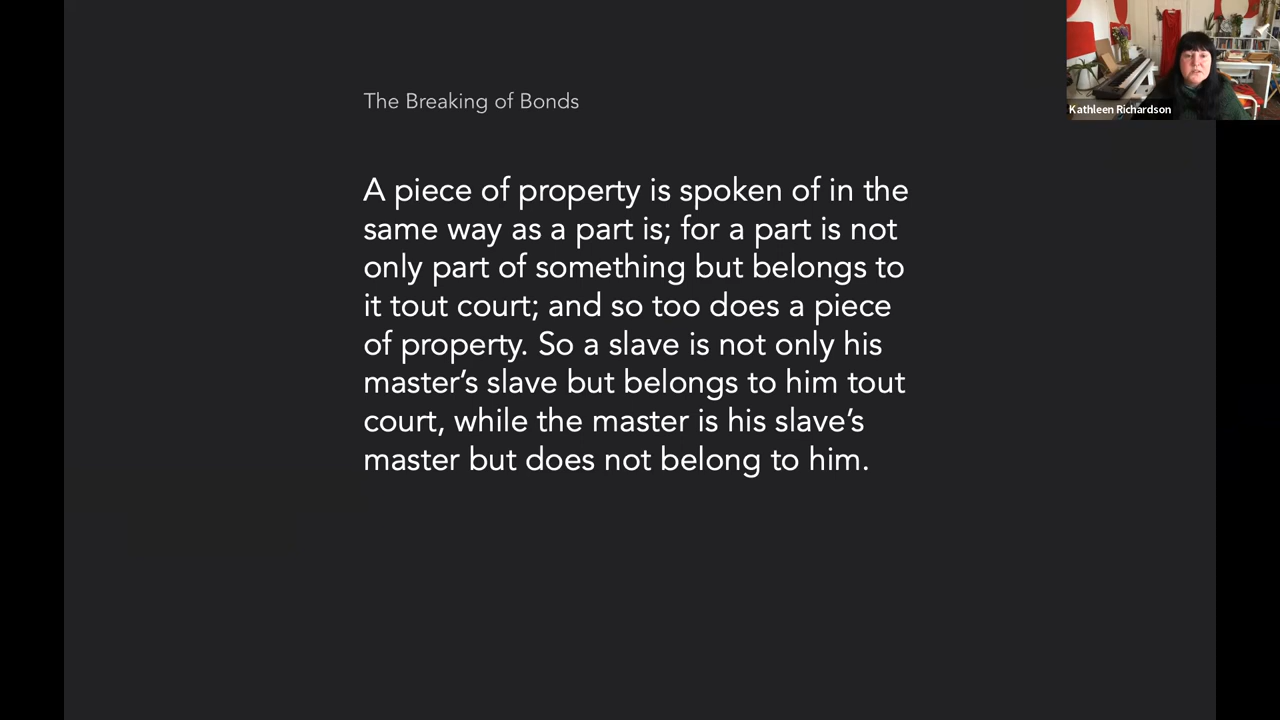 The Breaking of Bonds
A piece of property is spoken of in the
same way as a part is; for a part is not
only part of something but belongs to
it tout court; and so too does a piece
of property. So a slave is not only his
master’s slave but belongs to him tout
court, while the master is his slave’s
master but does not belong to him.
Kathleen Richardson